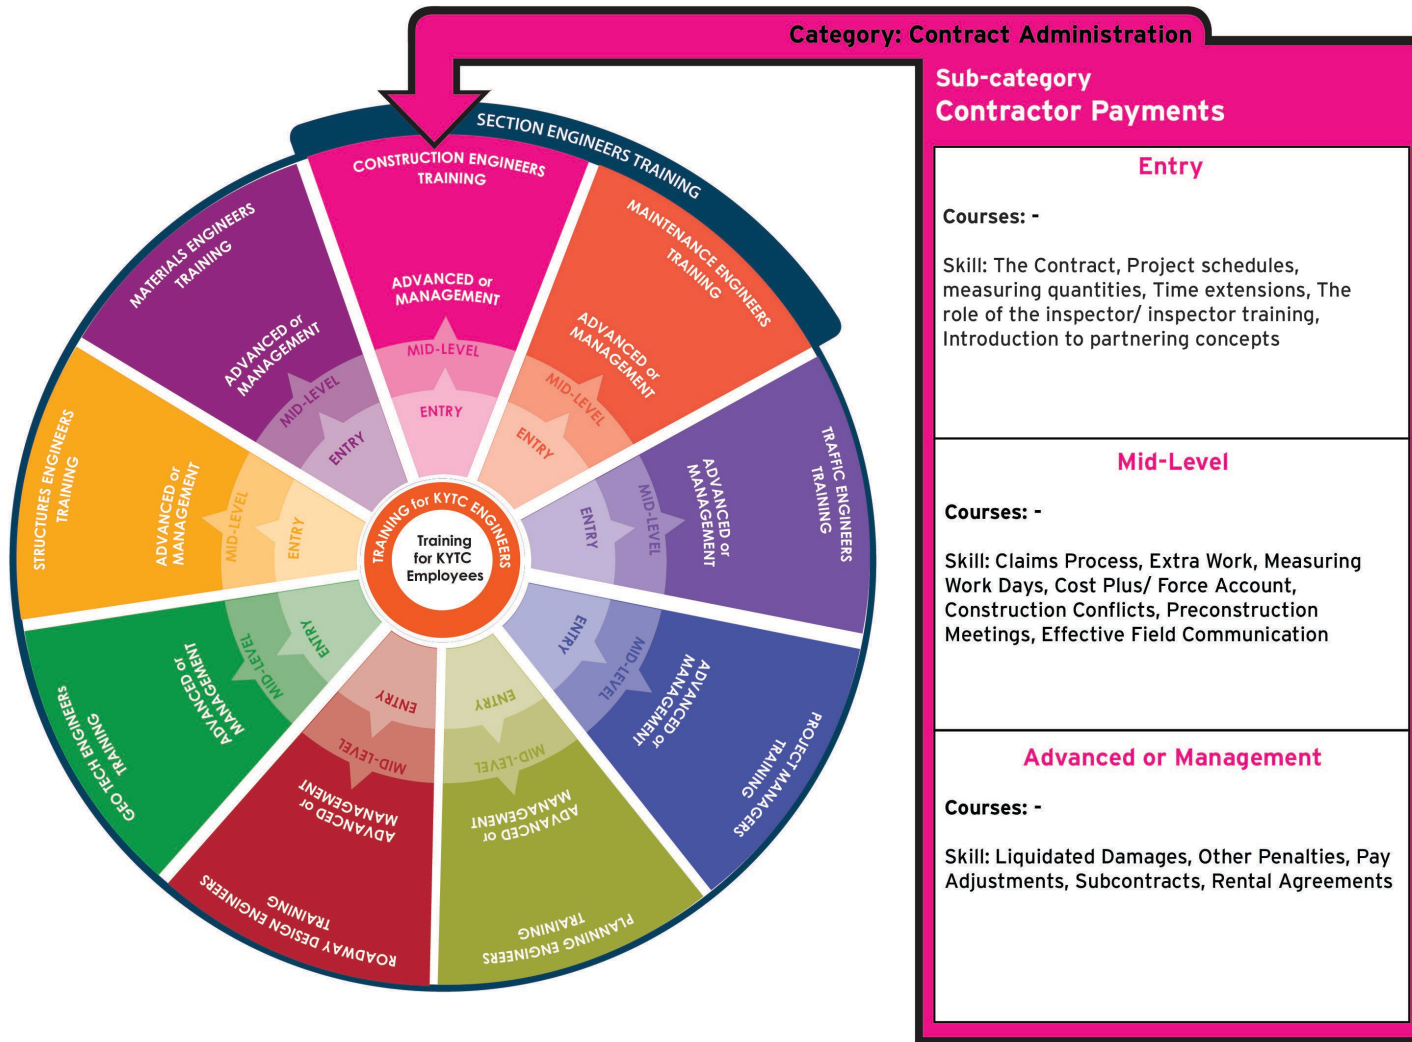 Category: Contract Administration
Sub-category
Contractor Payments
Entry
Courses: -
Skill: The Contract, Project schedules,
measuring quantities, Time extensions, The
role of the inspector/ inspector training,
Introduction to partnering concepts
Mid-Level
Courses: -
Skill: Claims Process, Extra Work, Measuring
Work Days, Cost Plus/ Force Account,
Construction Conflicts, Preconstruction
Meetings, Effective Field Communication
Advanced or Management
Courses: -
Skill: Liquidated Damages, Other Penalties, Pay
Adjustments, Subcontracts, Rental Agreements
SECTION ENGINEERS TRAINING
CONSTRUCTION ENGINEERS
TRAINING
ADVANCED or
MANAGEMENT
MID-LEVEL
ENTRY
MAINTENANCE ENGINEERS
TRAINING
ADVANCED or
MANAGEMENT
MID-LEVEL
ENTRY
TRAFFIC ENGINEERS
TRAINING
ADVANCED or
MANAGEMENT
MID-LEVEL
ENTRY
PROJECT MANAGERS
TRAINING
ADVANCED or
MANAGEMENT
MID-LEVEL
ENTRY
PLANNING ENGINEERS
TRAINING
ADVANCED or
MANAGEMENT
MID-LEVEL
ENTRY
ROADWAY DESIGN ENGINEERS
TRAINING
ADVANCED or
MANAGEMENT
MID-LEVEL
ENTRY
GEO TECH ENGINEERS
TRAINING
ADVANCED or
MANAGEMENT
MID-LEVEL
ENTRY
STRUCTURES ENGINEERS
TRAINING
ADVANCED or
MANAGEMENT
MID-LEVEL
ENTRY
MATERIALS ENGINEERS
TRAINING
ADVANCED or
MANAGEMENT
MID-LEVEL
ENTRY
TRAINING for KYTC ENGINEERS
Training
for KYTC
Employees